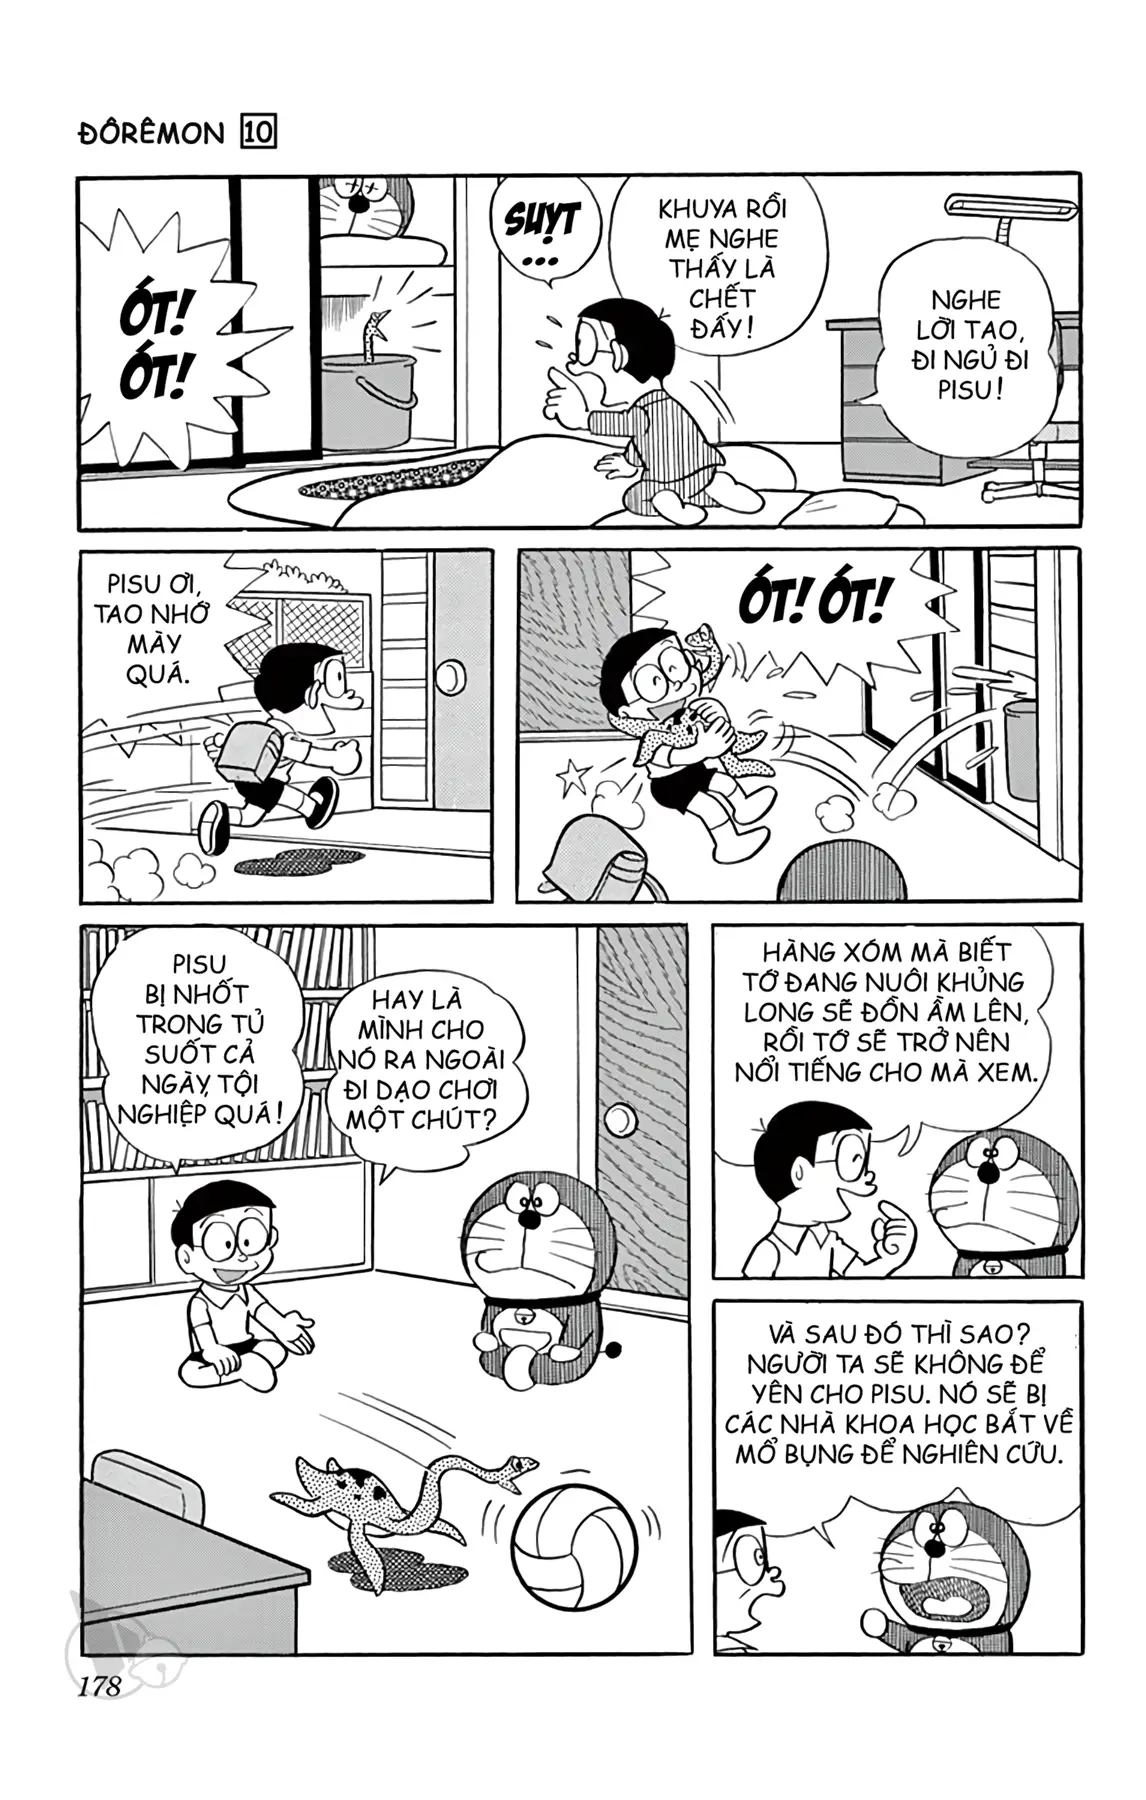 ĐÔRÊMON 10
ÓT!
ÓT!
SUỴT
...
KHUYA RỒI
MẸ NGHE
THẤY LÀ
CHẾT
ĐẤY!
NGHE
LỜI TAO,
ĐI NGỦ ĐI
PISU!
PISU ƠI,
TAO NHỚ
MÀY
QUÁ.
ÓT! ÓT!
PISU
BỊ NHỐT
TRONG TỦ
SUỐT CẢ
NGÀY, TỘI
NGHIỆP QUÁ!
HAY LÀ
MÌNH CHO
NÓ RA NGOÀI
ĐI DẠO CHƠI
MỘT CHÚT?
HÀNG XÓM MÀ BIẾT
TỚ ĐANG NUÔI KHỦNG
LONG SẼ ĐỒN ẦM LÊN,
RỒI TỚ SẼ TRỞ NÊN
NỔI TIẾNG CHO MÀ XEM.
VÀ SAU ĐÓ THÌ SAO?
NGƯỜI TA SẼ KHÔNG ĐỂ
YÊN CHO PISU. NÓ SẼ BỊ
CÁC NHÀ KHOA HỌC BẮT VỀ
MỔ BỤNG ĐỂ NGHIÊN CỨU.
178